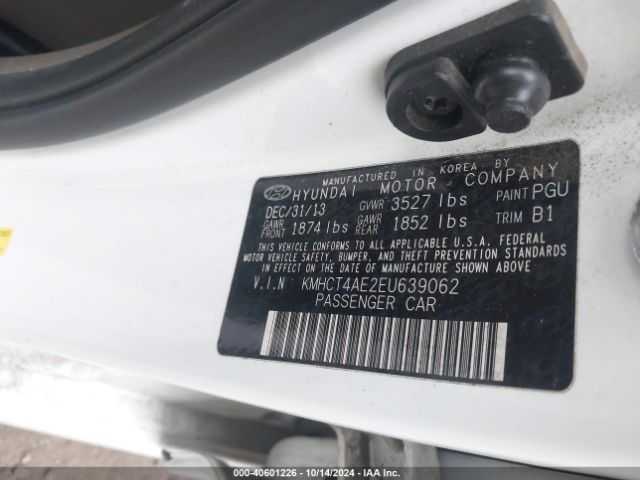 MANUFACTURED IN KOREA BY
HYUNDAI MOTOR COMPANY
DEC/31/13 GVWR 3527 lbs PAINT PGU
GAWR FRONT 1874 lbs GAWR REAR 1852 lbs TRIM B1
THIS VEHICLE CONFORMS TO ALL APPLICABLE U.S.A. FEDERAL
MOTOR VEHICLE SAFETY, BUMPER, AND THEFT PREVENTION STANDARDS
IN EFFECT ON THE DATE OF MANUFACTURE SHOWN ABOVE.
V.I.N KMHCT4AE2EU639062
PASSENGER CAR
000-40601226 - 10/14/2024 - IAA Inc.